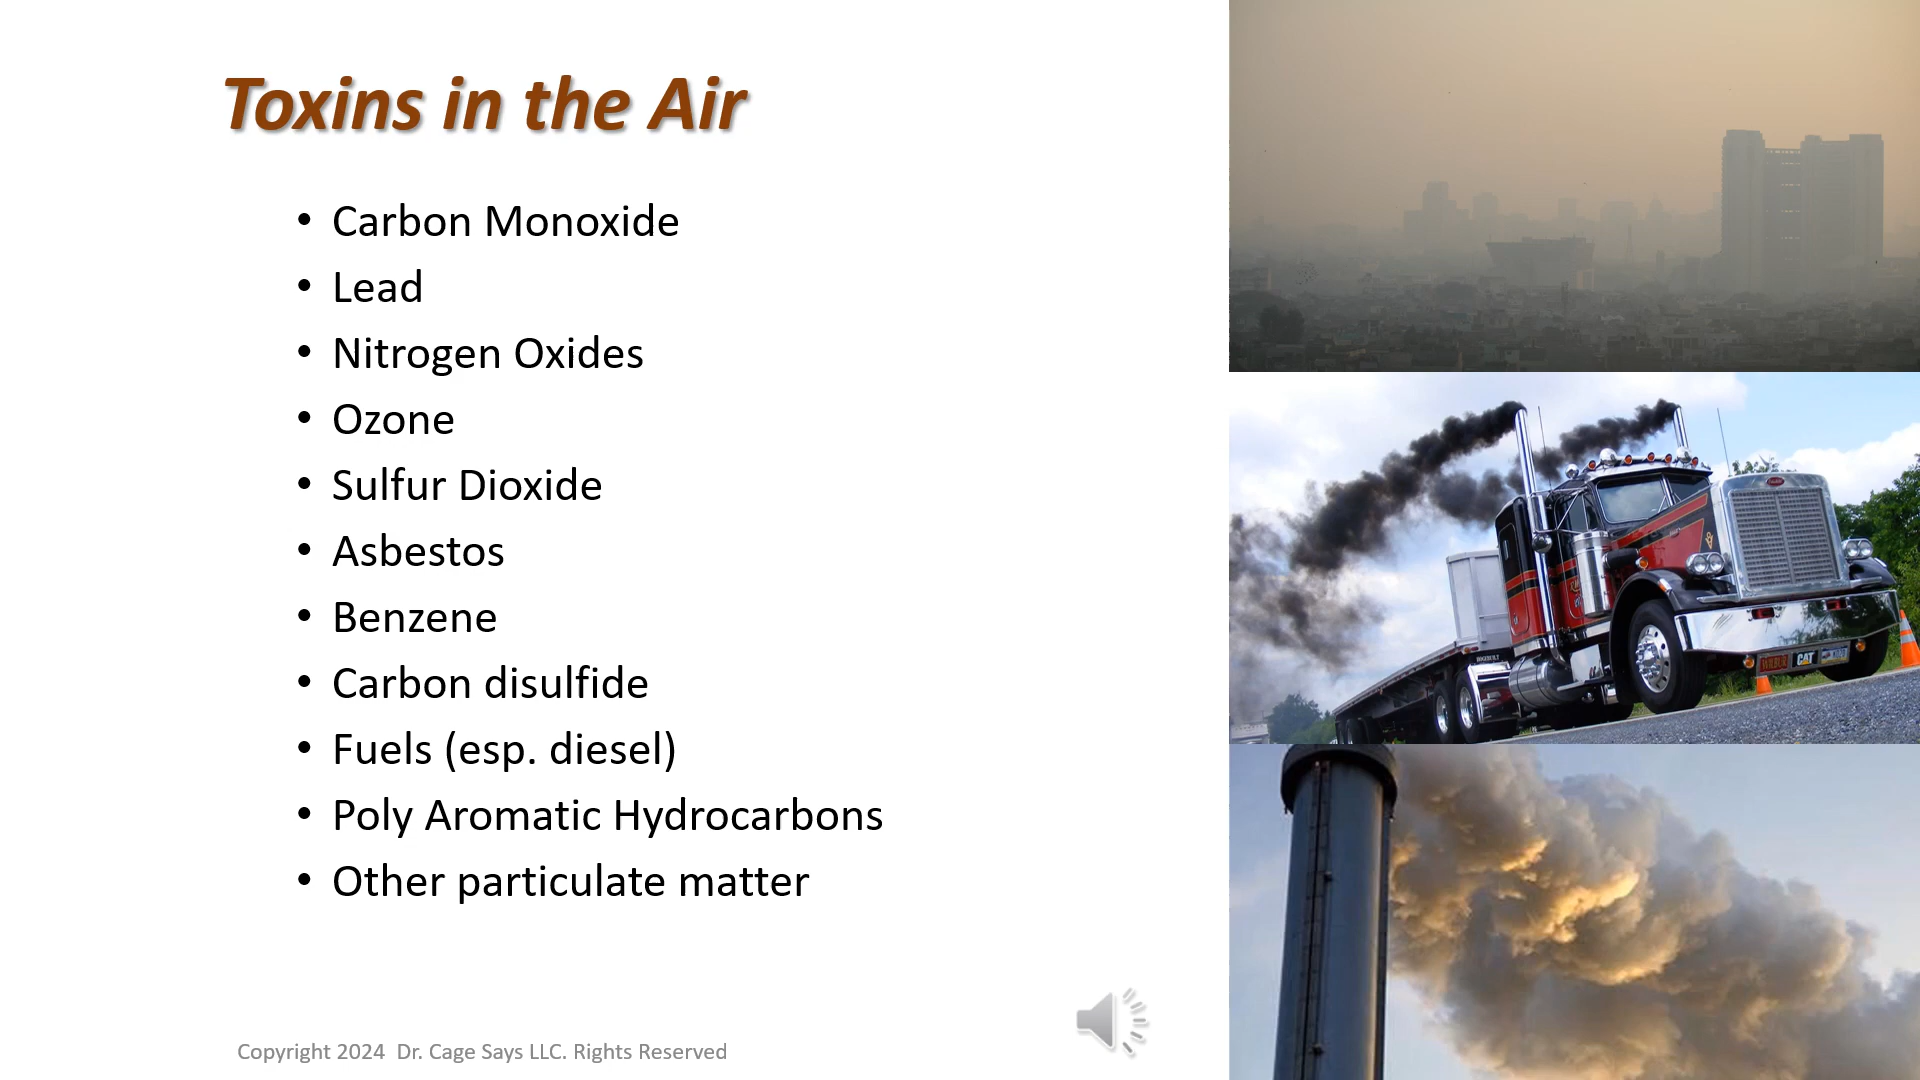 Toxins in the Air
• Carbon Monoxide
• Lead
• Nitrogen Oxides
• Ozone
• Sulfur Dioxide
• Asbestos
• Benzene
• Carbon disulfide
• Fuels (esp. diesel)
• Poly Aromatic Hydrocarbons
• Other particulate matter
CAT
Copyright 2024 Dr. Cage Says LLC. Rights Reserved